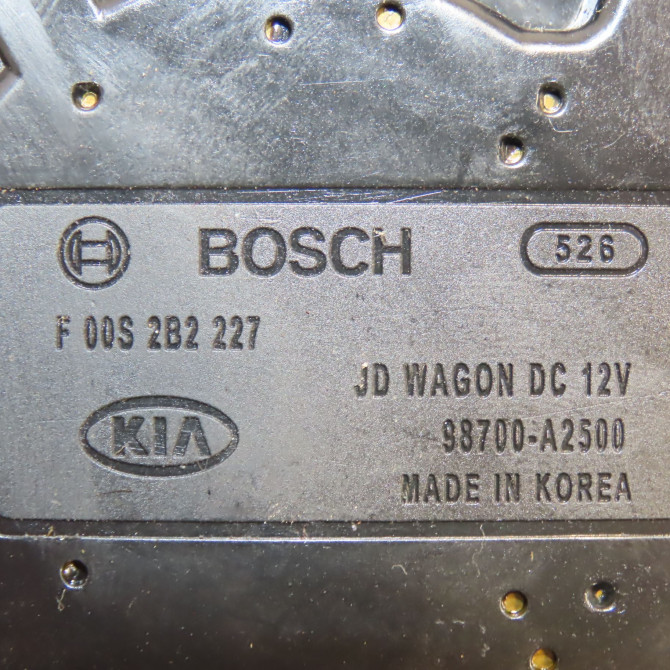 BOSCH
526
F 00S 2B2 227
JD WAGON DC 12V
KIA
98700-A2500
MADE IN KOREA